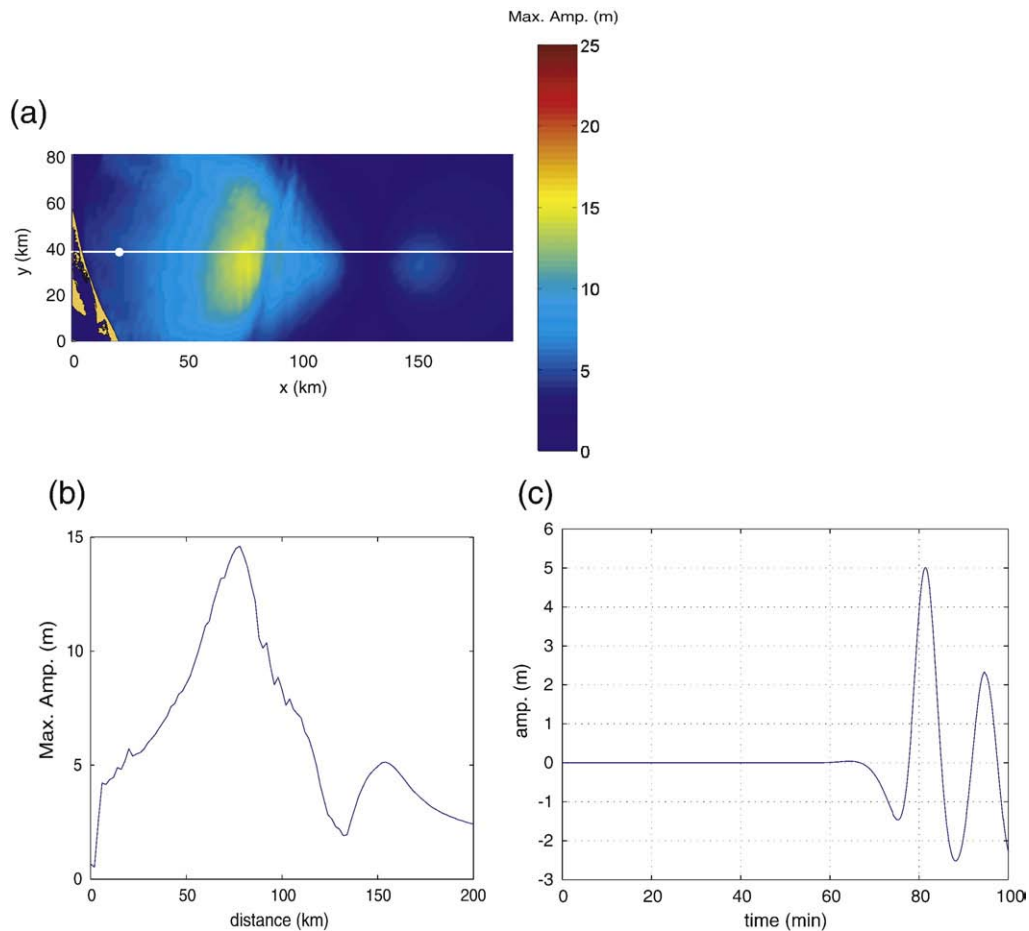 Max. Amp. (m)
25
20
15
10
5
0
(a)
80
60
40
20
0
y (km)
0 50 100 150
x (km)
(b)
15
10
5
0
Max. Amp. (m)
0 50 100 150 200
distance (km)
(c)
6
5
4
3
2
1
0
-1
-2
-3
amp. (m)
0 20 40 60 80 100
time (min)